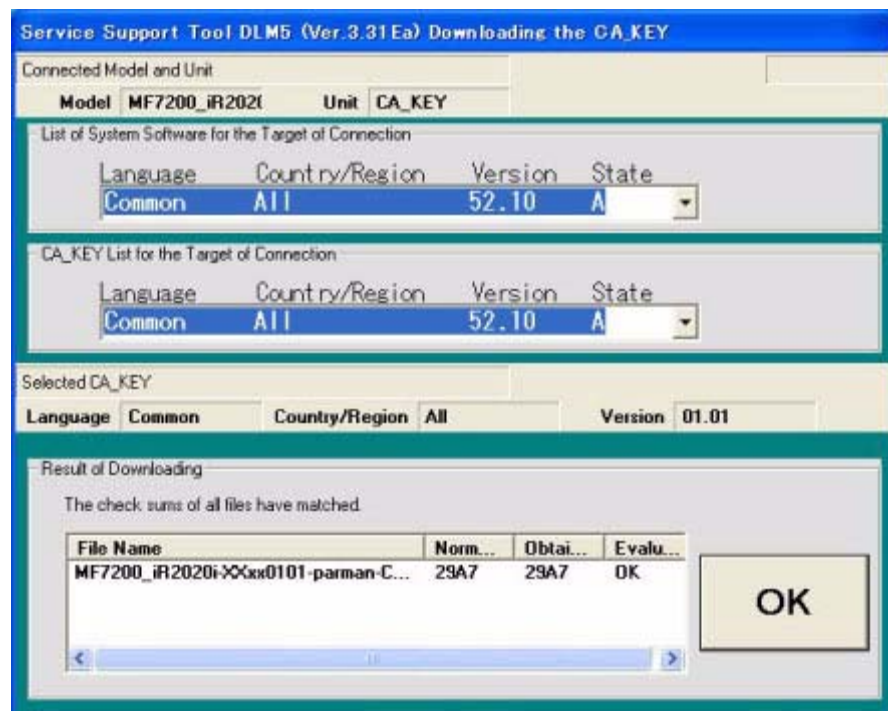 Service Support Tool DLM5 (Ver.3.31Ea) Downloading the CA_KEY
Connected Model and Unit
Model MF7200_iR202( Unit CA_KEY
List of System Software for the Target of Connection
Language Country/Region Version State
Common All 52.10 A
CA_KEY List for the Target of Connection
Language Country/Region Version State
Common All 52.10 A
Selected CA_KEY
Language Common Country/Region All Version 01.01
Result of Downloading
The check sums of all files have matched.
File Name Norm... Obtai... Evalu...
MF7200_iR2020i-XXxx0101-parman-C... 29A7 29A7 OK
OK